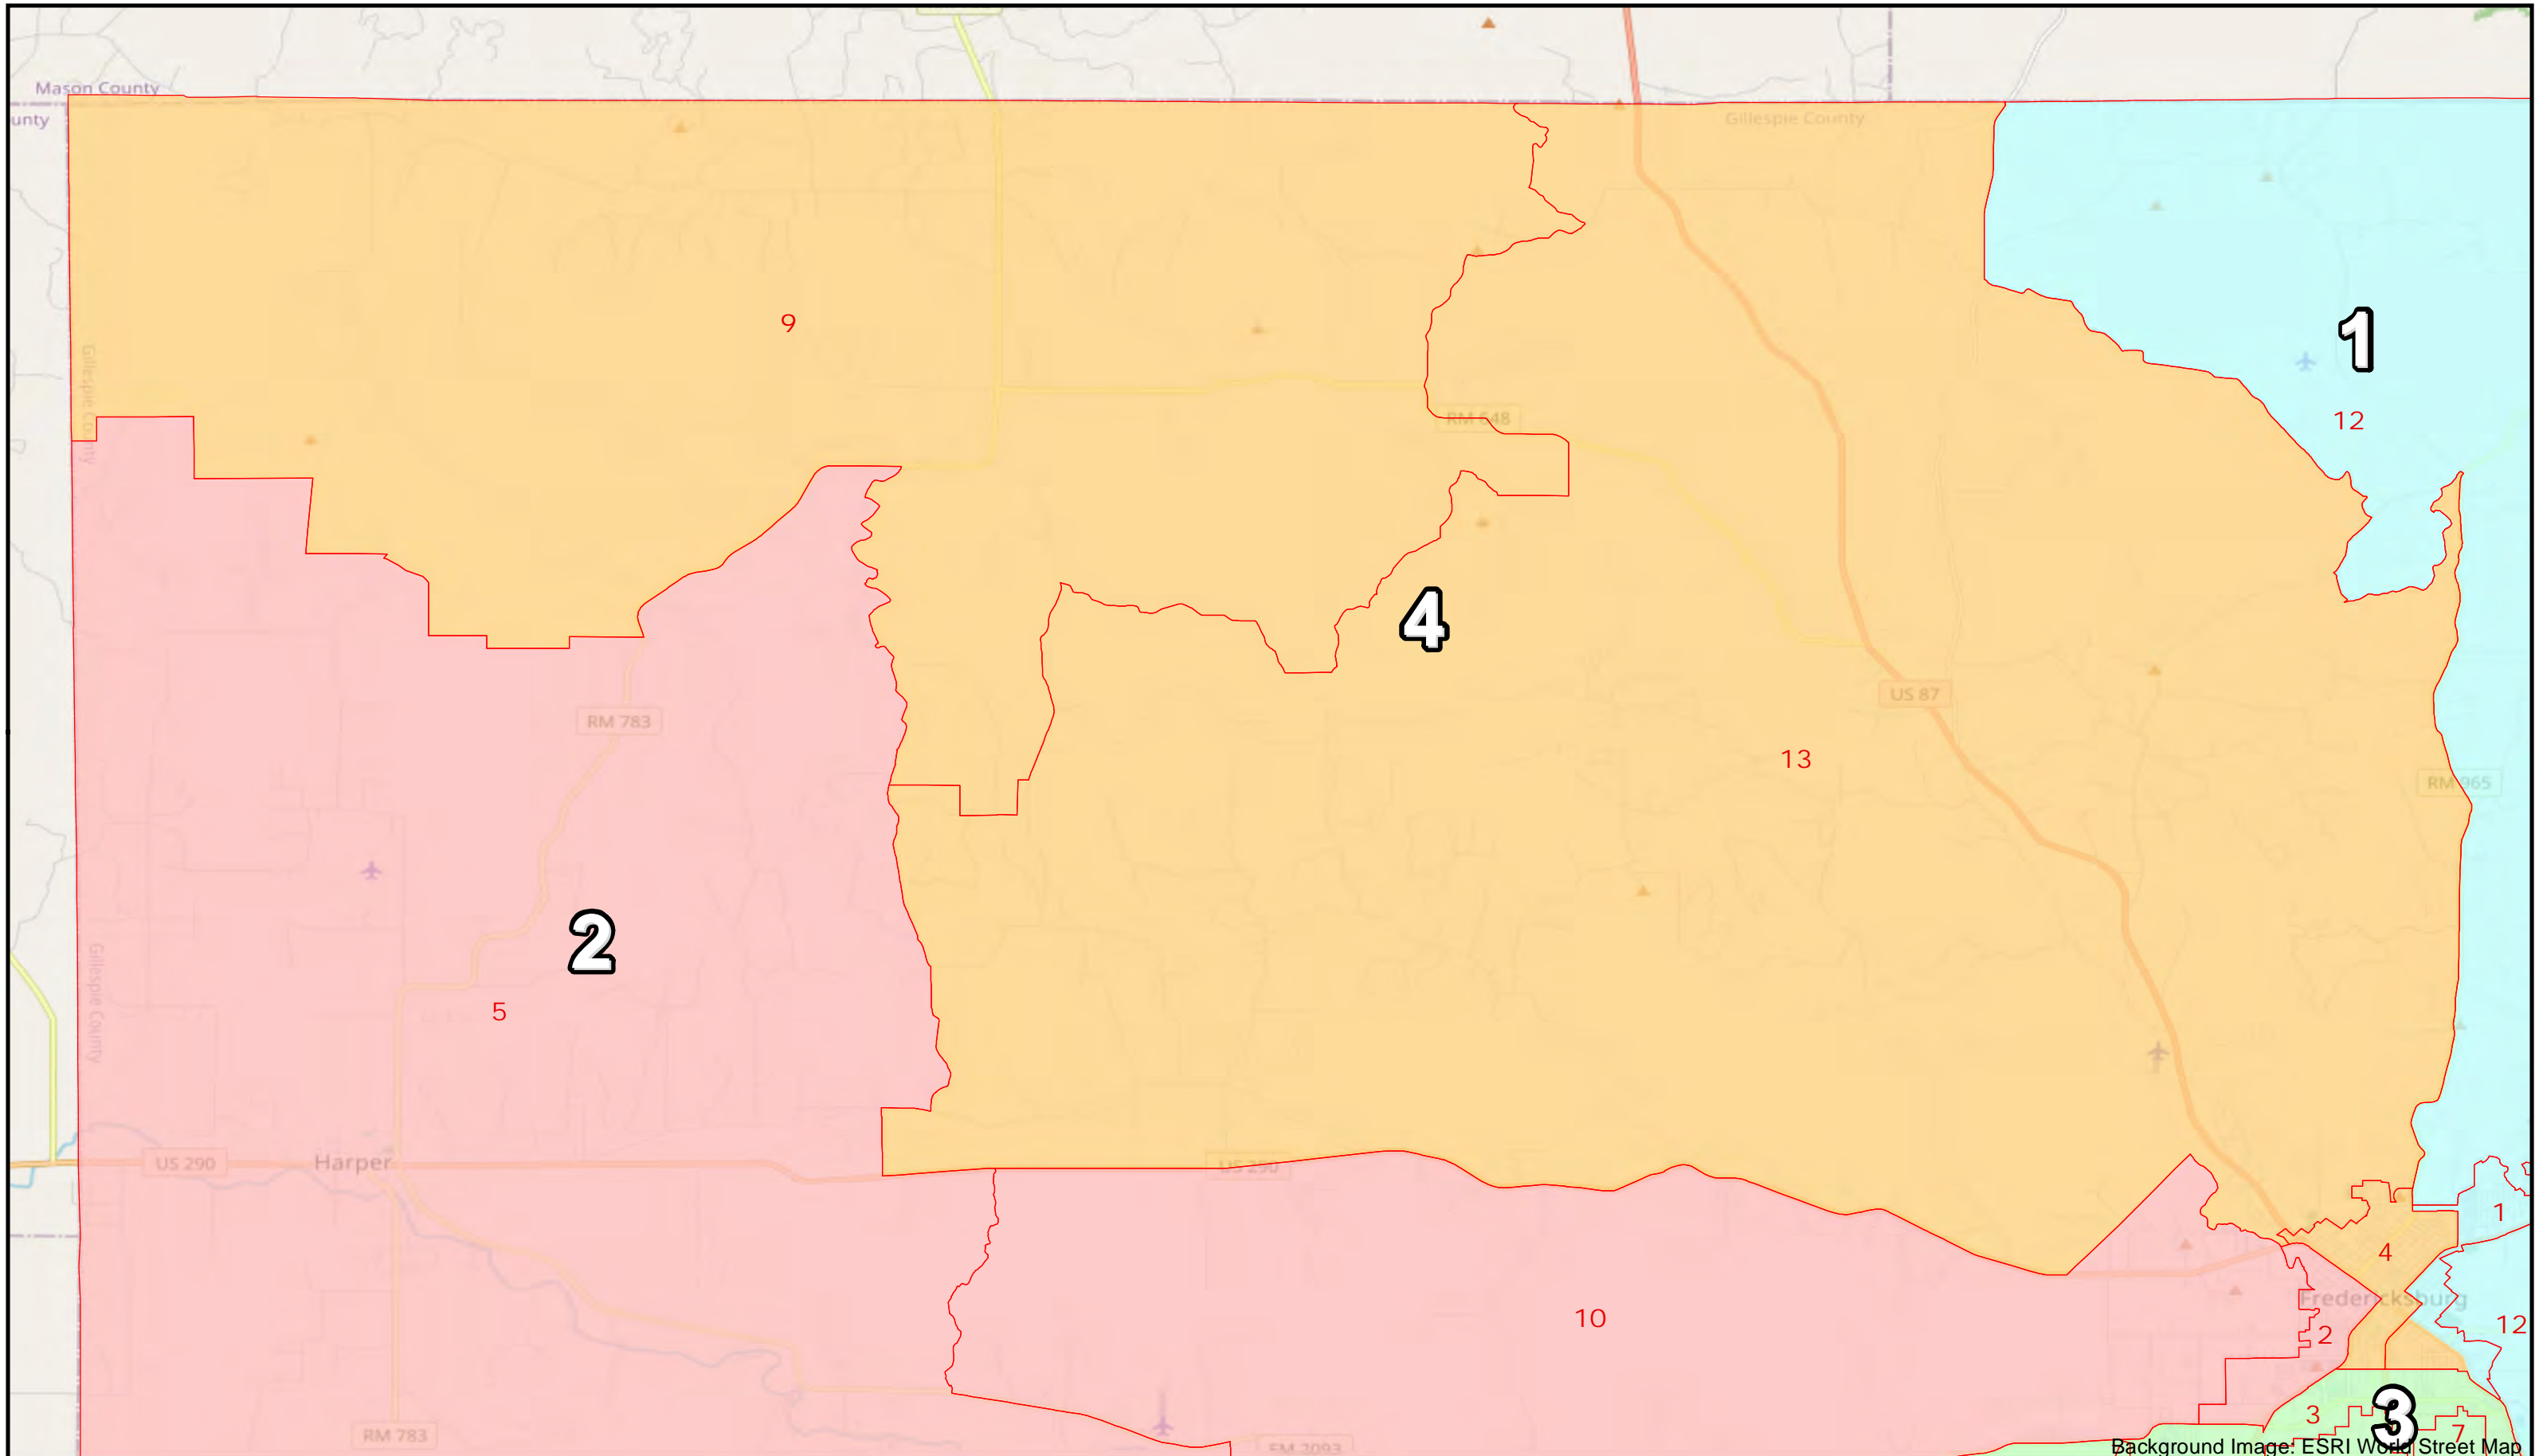 Mason County
unty
Gillespie County
Gillespie County
9
1
12
RM 648
4
US 87
RM 783
13
RM 965
2
Gillespie County
5
US 290
Harper
US 290
1
4
10
Fredericksburg
2
12
RM 783
3
3
7
FM 2093
Background Image: ESRI World Street Map